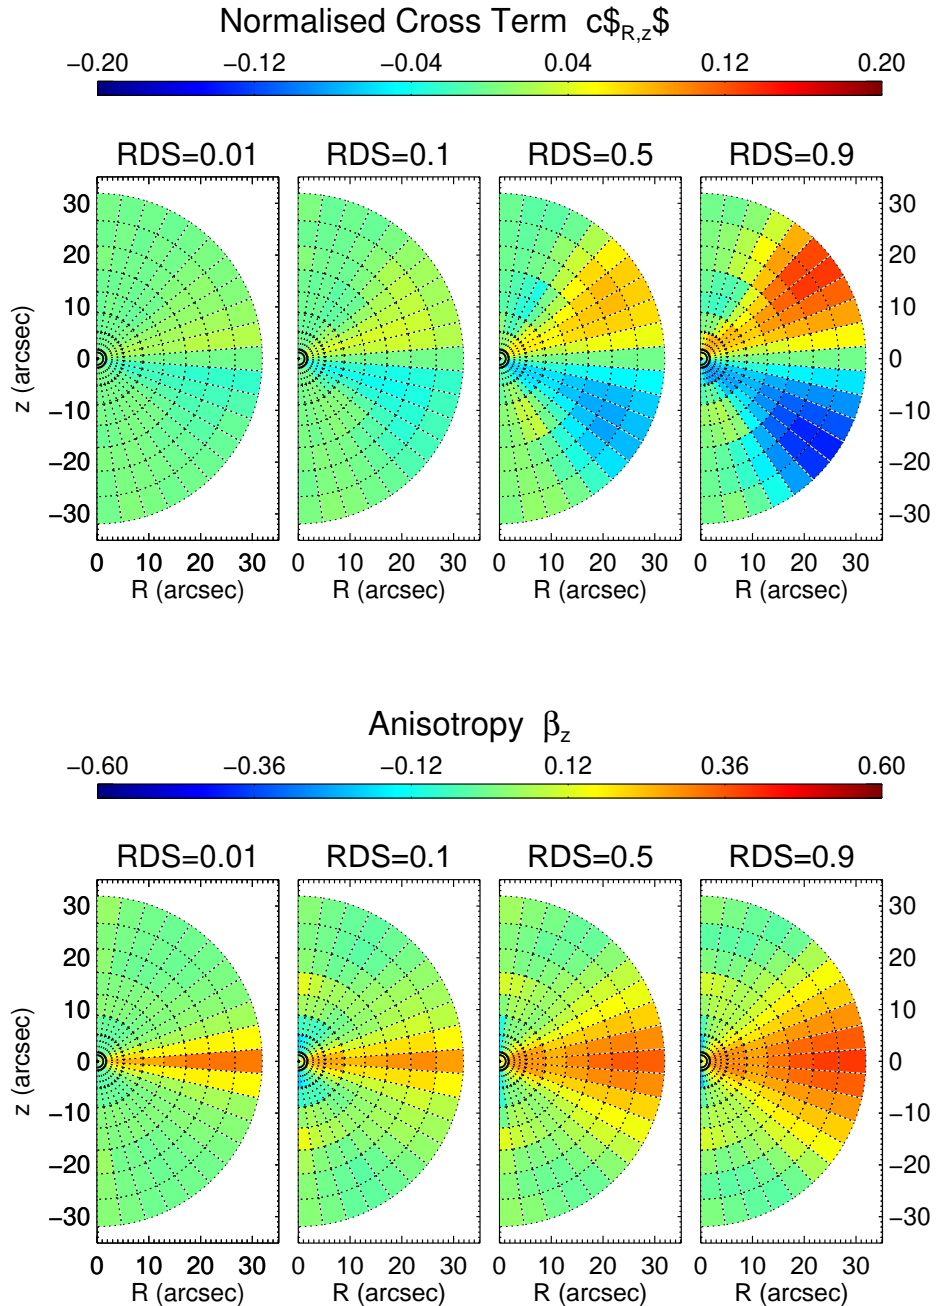 Normalised Cross Term c$R,z$
−0.20 −0.12 −0.04 0.04 0.12 0.20
RDS=0.01 RDS=0.1 RDS=0.5 RDS=0.9
30 30
20 20
10 10
0 0
−10 −10
−20 −20
−30 −30
z (arcsec)
0 10 20 30 0 10 20 30 0 10 20 30 0 10 20 30
R (arcsec) R (arcsec) R (arcsec) R (arcsec)
Anisotropy βz
−0.60 −0.36 −0.12 0.12 0.36 0.60
RDS=0.01 RDS=0.1 RDS=0.5 RDS=0.9
30 30
20 20
10 10
0 0
−10 −10
−20 −20
−30 −30
z (arcsec)
0 10 20 30 0 10 20 30 0 10 20 30 0 10 20 30
R (arcsec) R (arcsec) R (arcsec) R (arcsec)